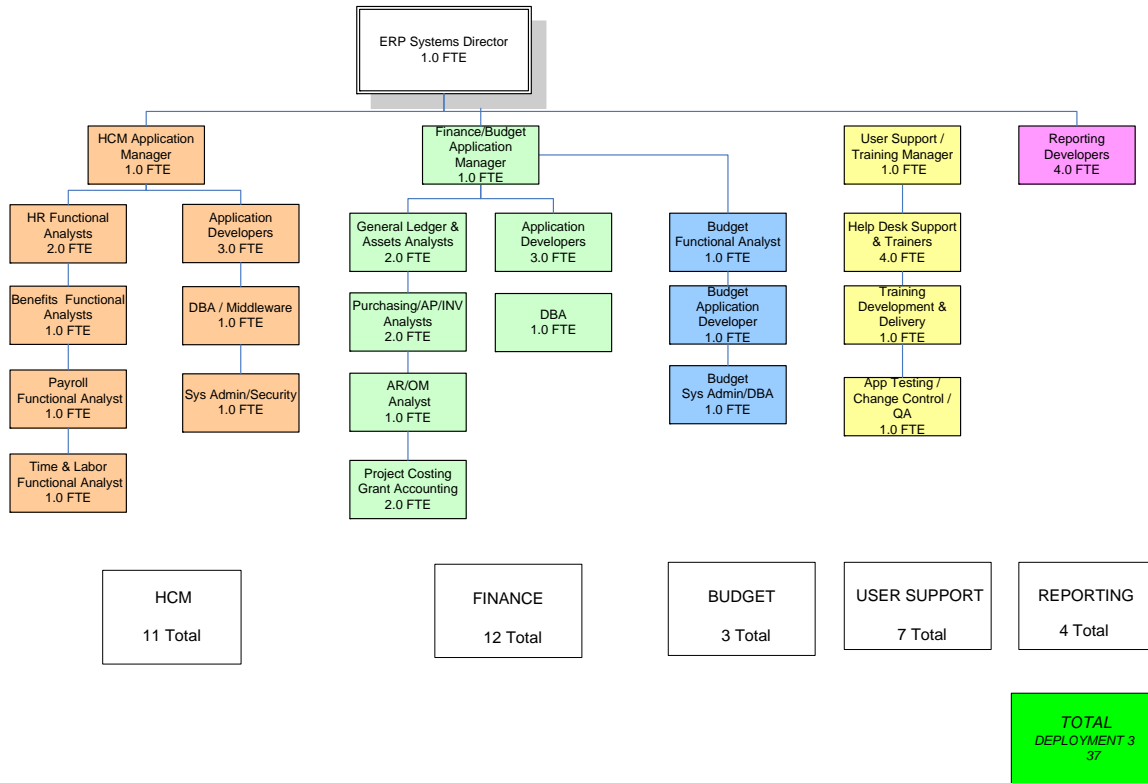 ERP Systems Director
1.0 FTE
HCM Application
Manager
1.0 FTE
Finance/Budget
Application
Manager
1.0 FTE
User Support /
Training Manager
1.0 FTE
Reporting
Developers
4.0 FTE
HR Functional
Analysts
2.0 FTE
Application
Developers
3.0 FTE
General Ledger &
Assets Analysts
2.0 FTE
Application
Developers
3.0 FTE
Budget
Functional Analyst
1.0 FTE
Help Desk Support
& Trainers
4.0 FTE
Benefits Functional
Analysts
1.0 FTE
DBA / Middleware
1.0 FTE
Purchasing/AP/INV
Analysts
2.0 FTE
DBA
1.0 FTE
Budget
Application
Developer
1.0 FTE
Training
Development &
Delivery
1.0 FTE
Payroll
Functional Analyst
1.0 FTE
Sys Admin/Security
1.0 FTE
AR/OM
Analyst
1.0 FTE
Budget
Sys Admin/DBA
1.0 FTE
App Testing /
Change Control /
QA
1.0 FTE
Time & Labor
Functional Analyst
1.0 FTE
Project Costing
Grant Accounting
2.0 FTE
HCM
11 Total
FINANCE
12 Total
BUDGET
3 Total
USER SUPPORT
7 Total
REPORTING
4 Total
TOTAL
DEPLOYMENT 3
37